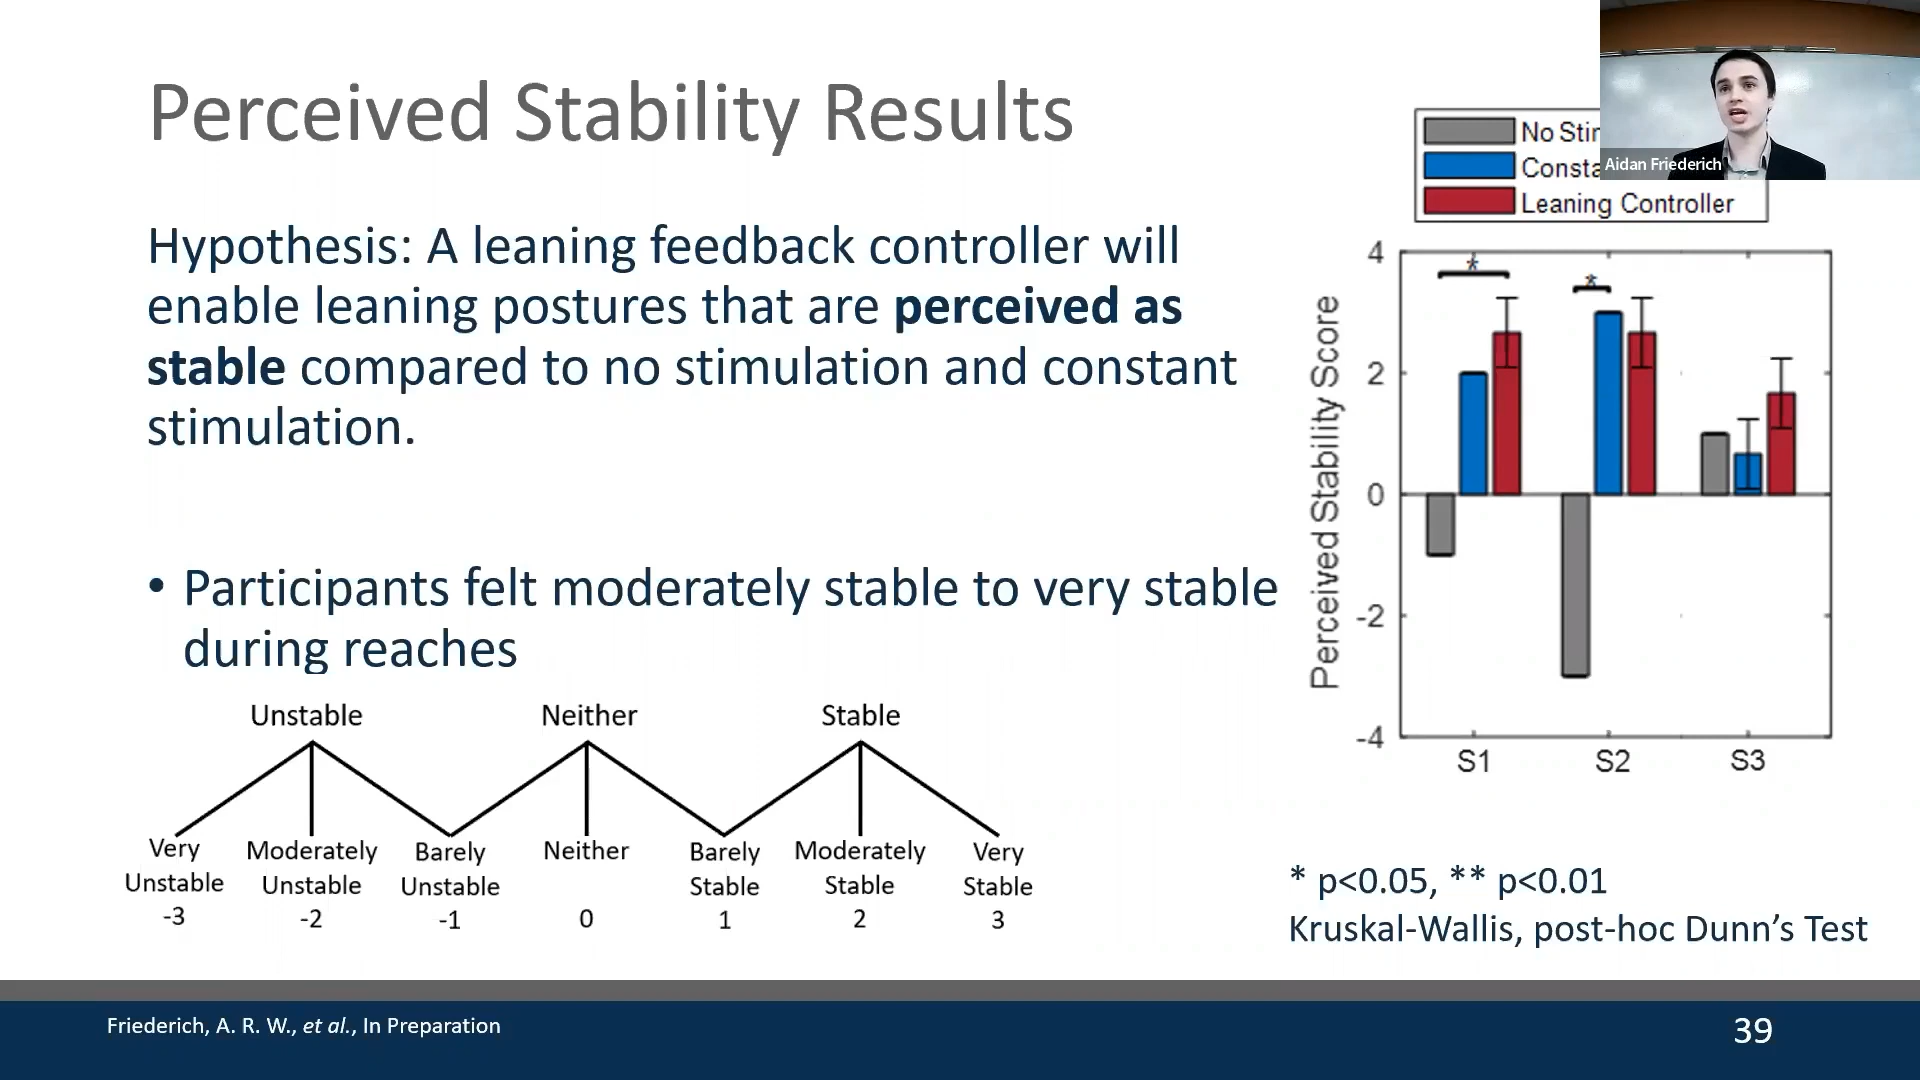 Perceived Stability Results
Hypothesis: A leaning feedback controller will
enable leaning postures that are perceived as
stable compared to no stimulation and constant
stimulation.
• Participants felt moderately stable to very stable
during reaches
Unstable
Neither
Stable
Very
Unstable
-3
Moderately
Unstable
-2
Barely
Unstable
-1
Neither
0
Barely
Stable
1
Moderately
Stable
2
Very
Stable
3
No
Leaning Controller
Aidan Friederich
Perceived Stability Score
4
2
0
-2
-4
*
*
S1
S2
S3
* p<0.05, ** p<0.01
Kruskal-Wallis, post-hoc Dunn’s Test
Friederich, A. R. W., et al., In Preparation
39